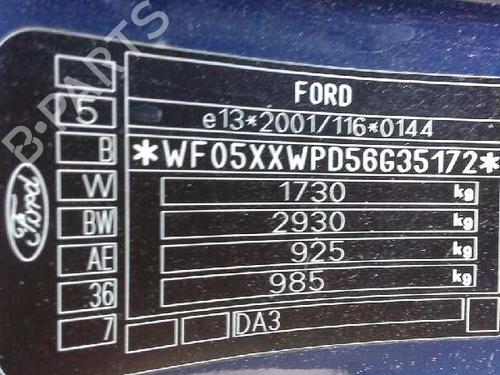 FORD
5
e13*2001/116*0144
B
*WF05XXWPD56G35172*
W
1730 kg
BW
2930 kg
AE
925 kg
36
985 kg
7
DA3
Ford
B-PARTS